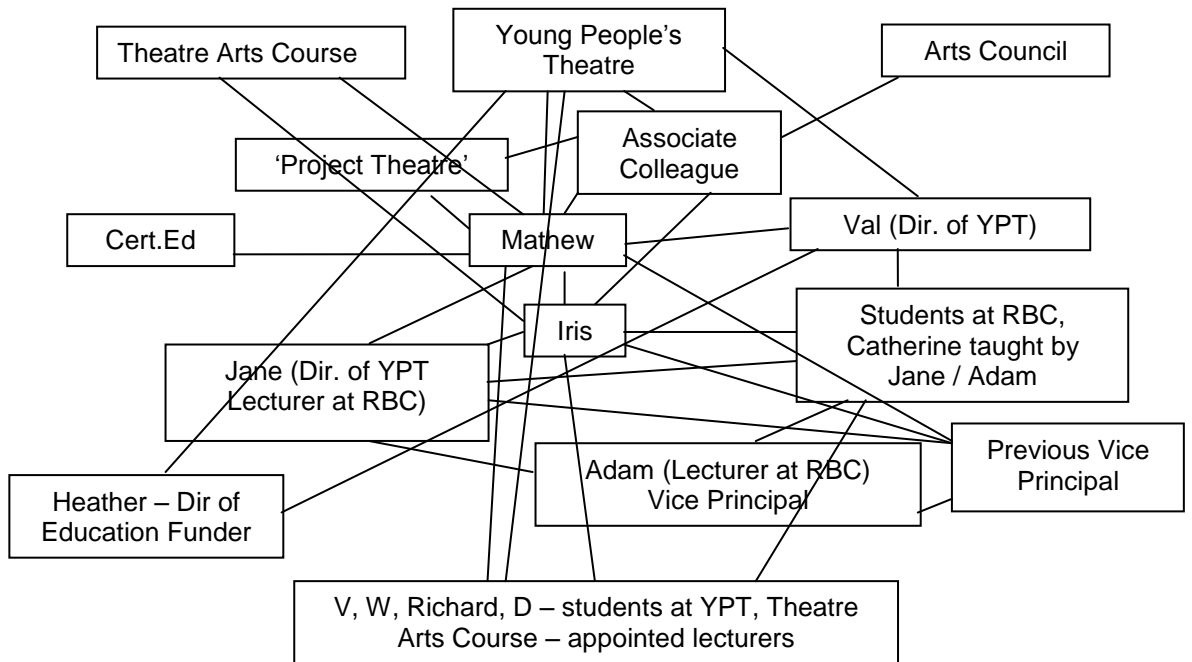 Young People’s
Theatre
Theatre Arts Course
Arts Council
Associate
Colleague
‘Project Theatre’
Cert.Ed
Mathew
Val (Dir. of YPT)
Iris
Students at RBC,
Catherine taught by
Jane / Adam
Jane (Dir. of YPT
Lecturer at RBC)
Adam (Lecturer at RBC)
Vice Principal
Previous Vice
Principal
Heather – Dir of
Education Funder
V, W, Richard, D – students at YPT, Theatre
Arts Course – appointed lecturers